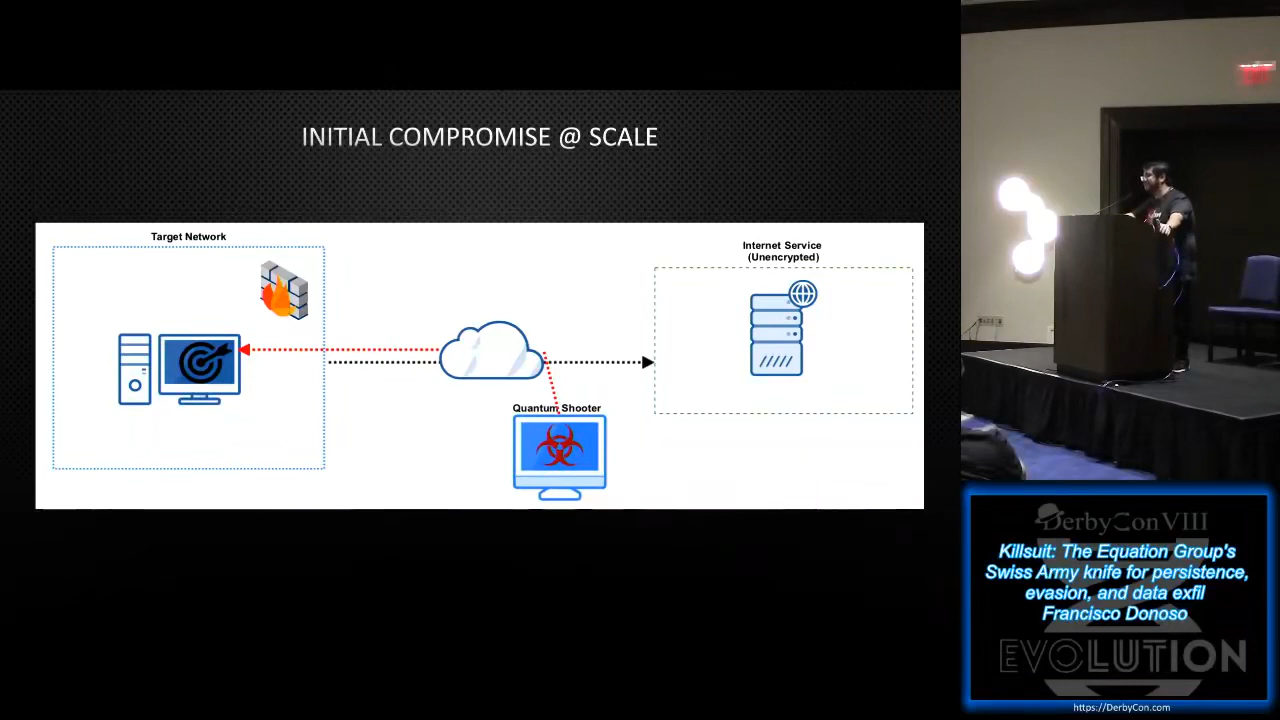 INITIAL COMPROMISE @ SCALE
Target Network
Internet Service
(Unencrypted)
Quantum Shooter
DerbyCon VIII
Killsuit: The Equation Group's
Swiss Army knife for persistence,
evasion, and data exfil
Francisco Donoso
EVOLUTION
https://DerbyCon.com